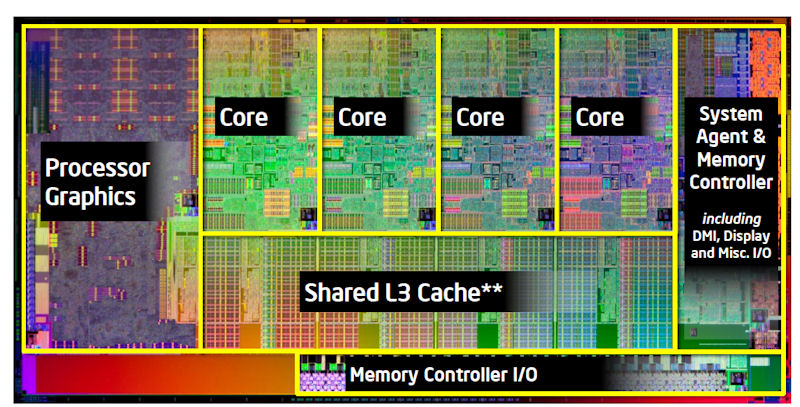 Processor
Graphics
Core
Core
Core
Core
System
Agent &
Memory
Controller
including
DMI, Display
and Misc. I/O
Shared L3 Cache**
Memory Controller I/O